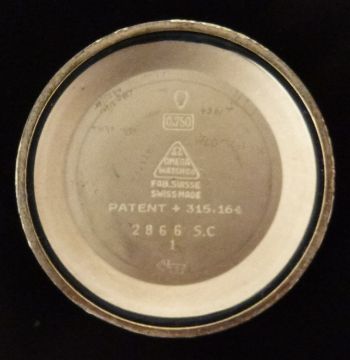 0.750
Ω
OMEGA
WATCH Co
FAB. SUISSE
SWISS MADE
PATENT + 315.164
2866 S.C
1